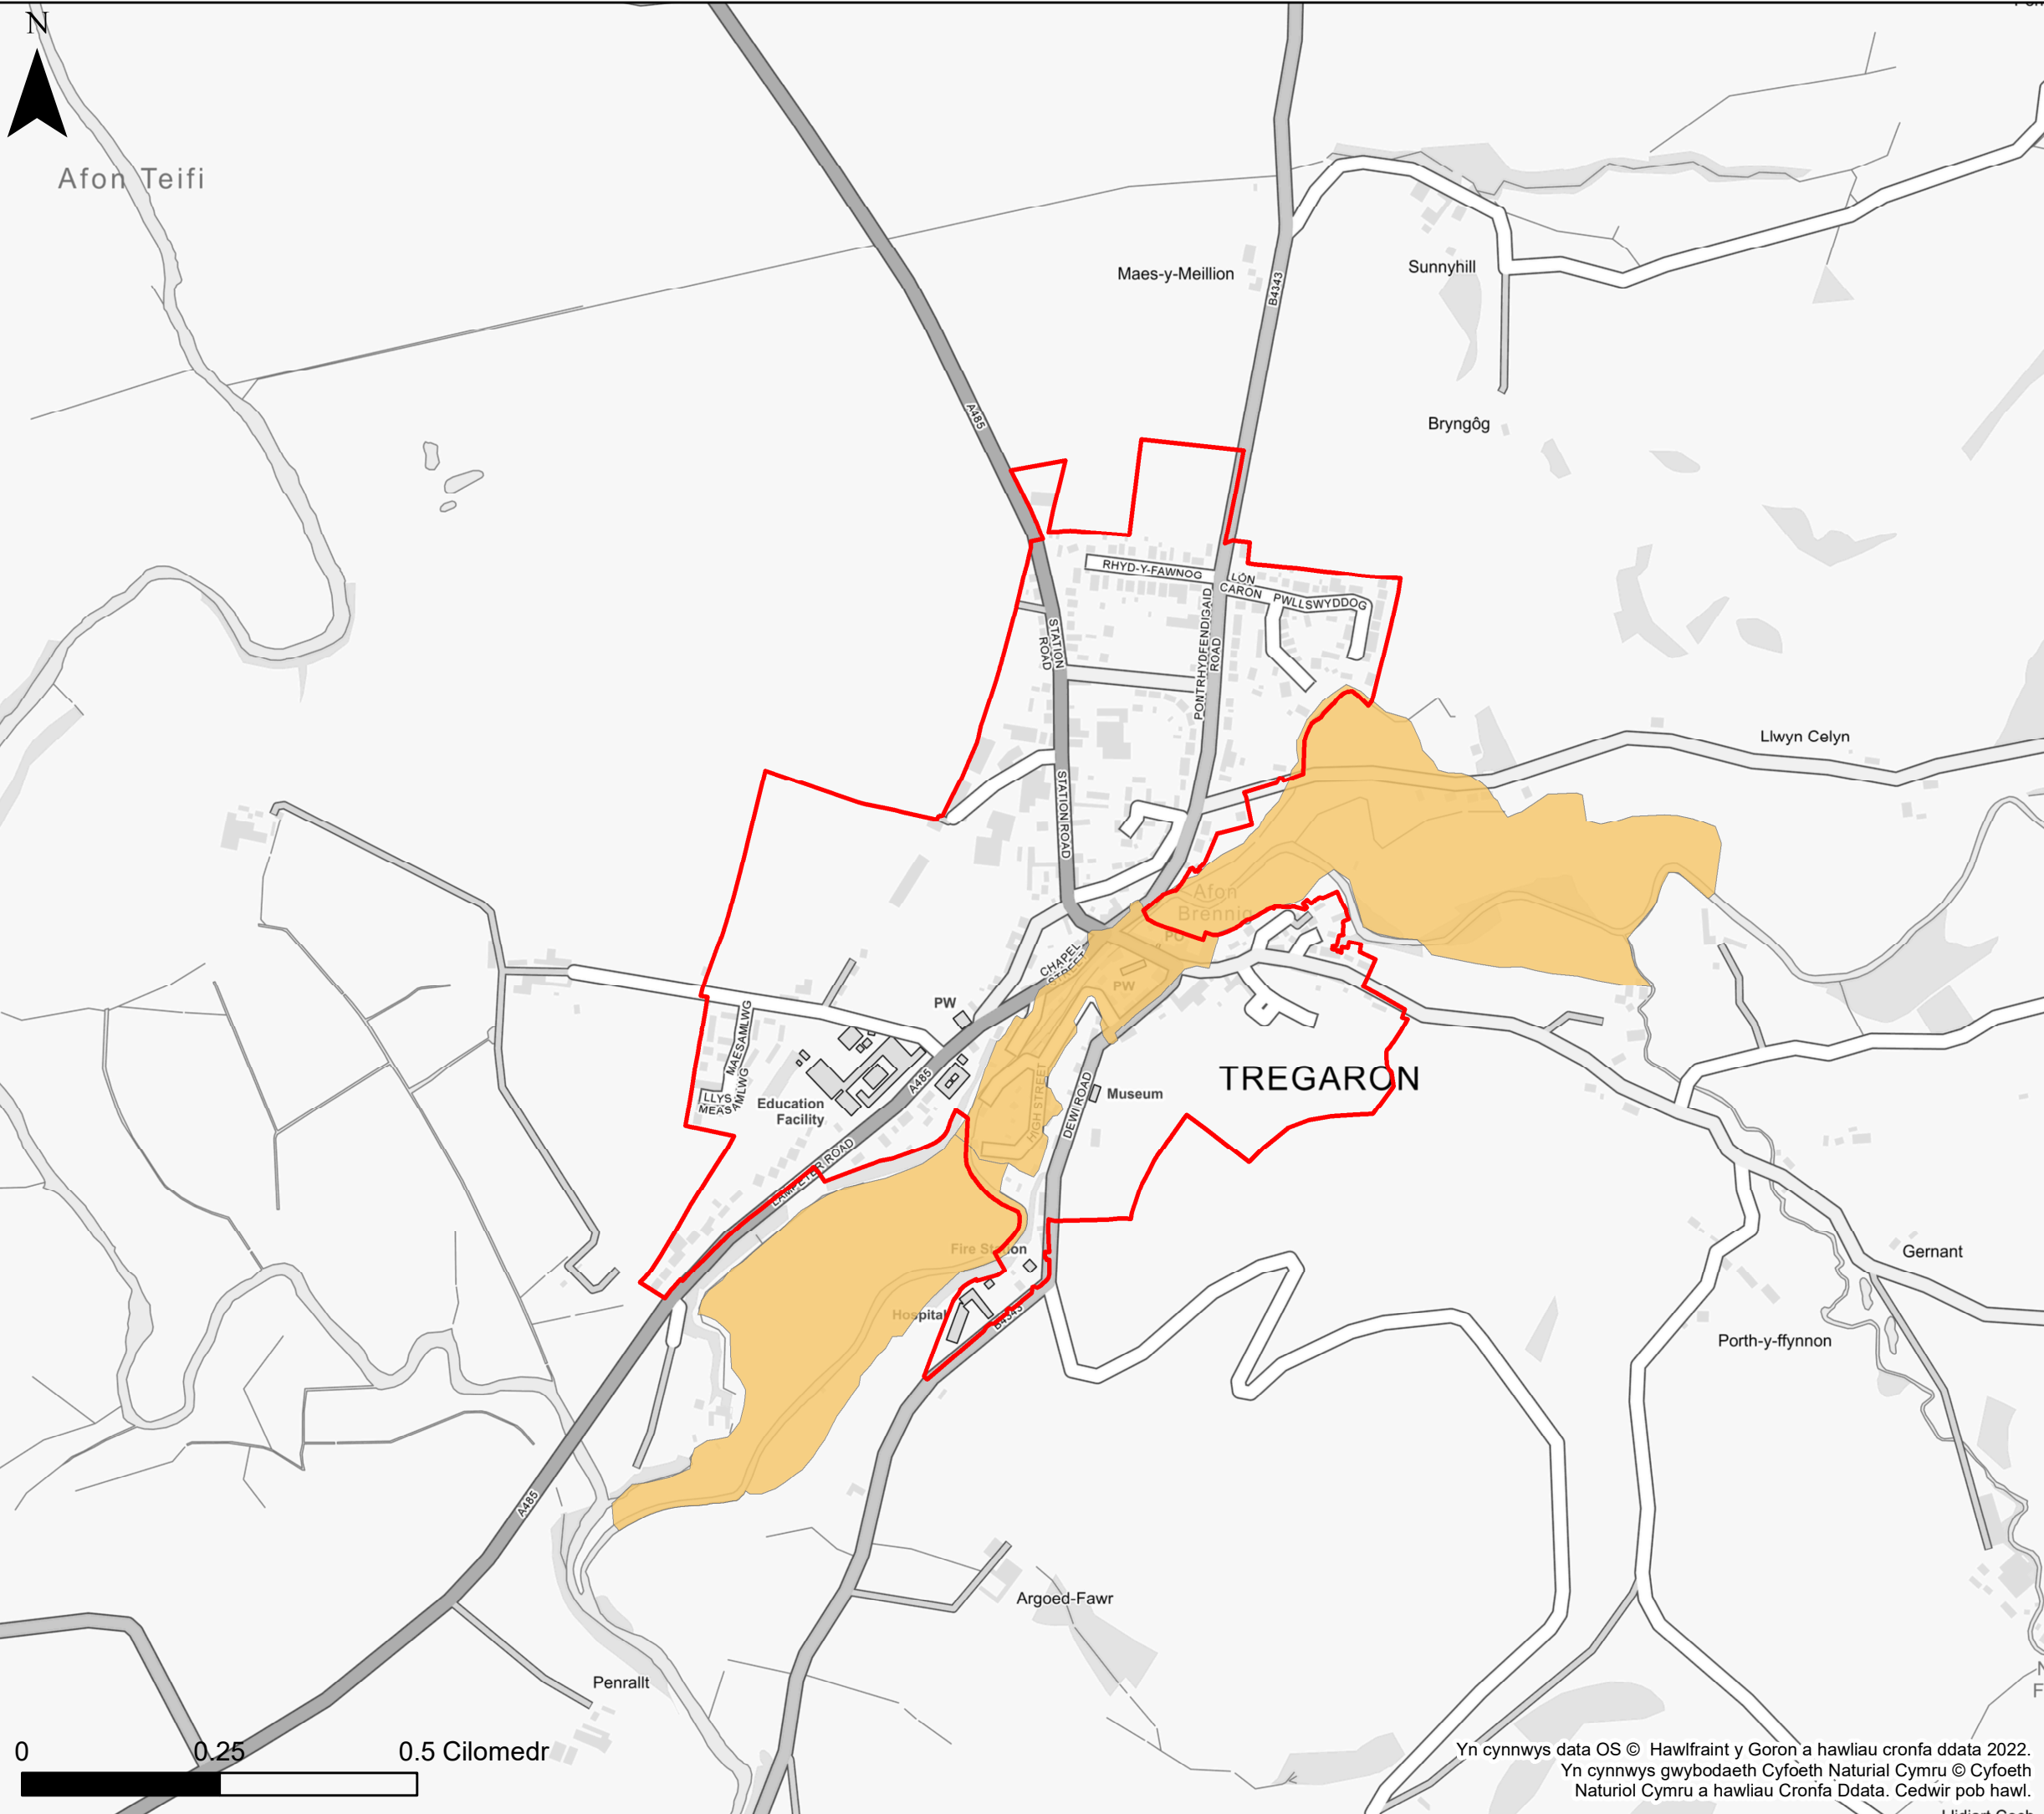 N
Afon Teifi
Maes-y-Meillion
Sunnyhill
B4343
A485
Bryngôg
RHYD-Y-FAWNOG
LÔN
CARON
PWLLSWYDDOG
STATION
ROAD
PONTRHYDFENDIGAID
ROAD
Llwyn Celyn
STATION ROAD
Afon
Brennig
PO
CHAPEL
STREET
PW
PW
MAESAMLWG
LLYS
MEAS
AMLWG
A485
Education
Facility
HIGH STREET
DEWI ROAD
Museum
TREGARON
LAMPETER ROAD
Fire Station
Hospital
B4343
Gernant
Porth-y-ffynnon
A485
Argoed-Fawr
Penrallt
N
F
0
0.25
0.5 Cilomedr
Yn cynnwys data OS © Hawlfraint y Goron a hawliau cronfa ddata 2022.
Yn cynnwys gwybodaeth Cyfoeth Naturial Cymru © Cyfoeth
Naturiol Cymru a hawliau Cronfa Ddata. Cedwir pob hawl.